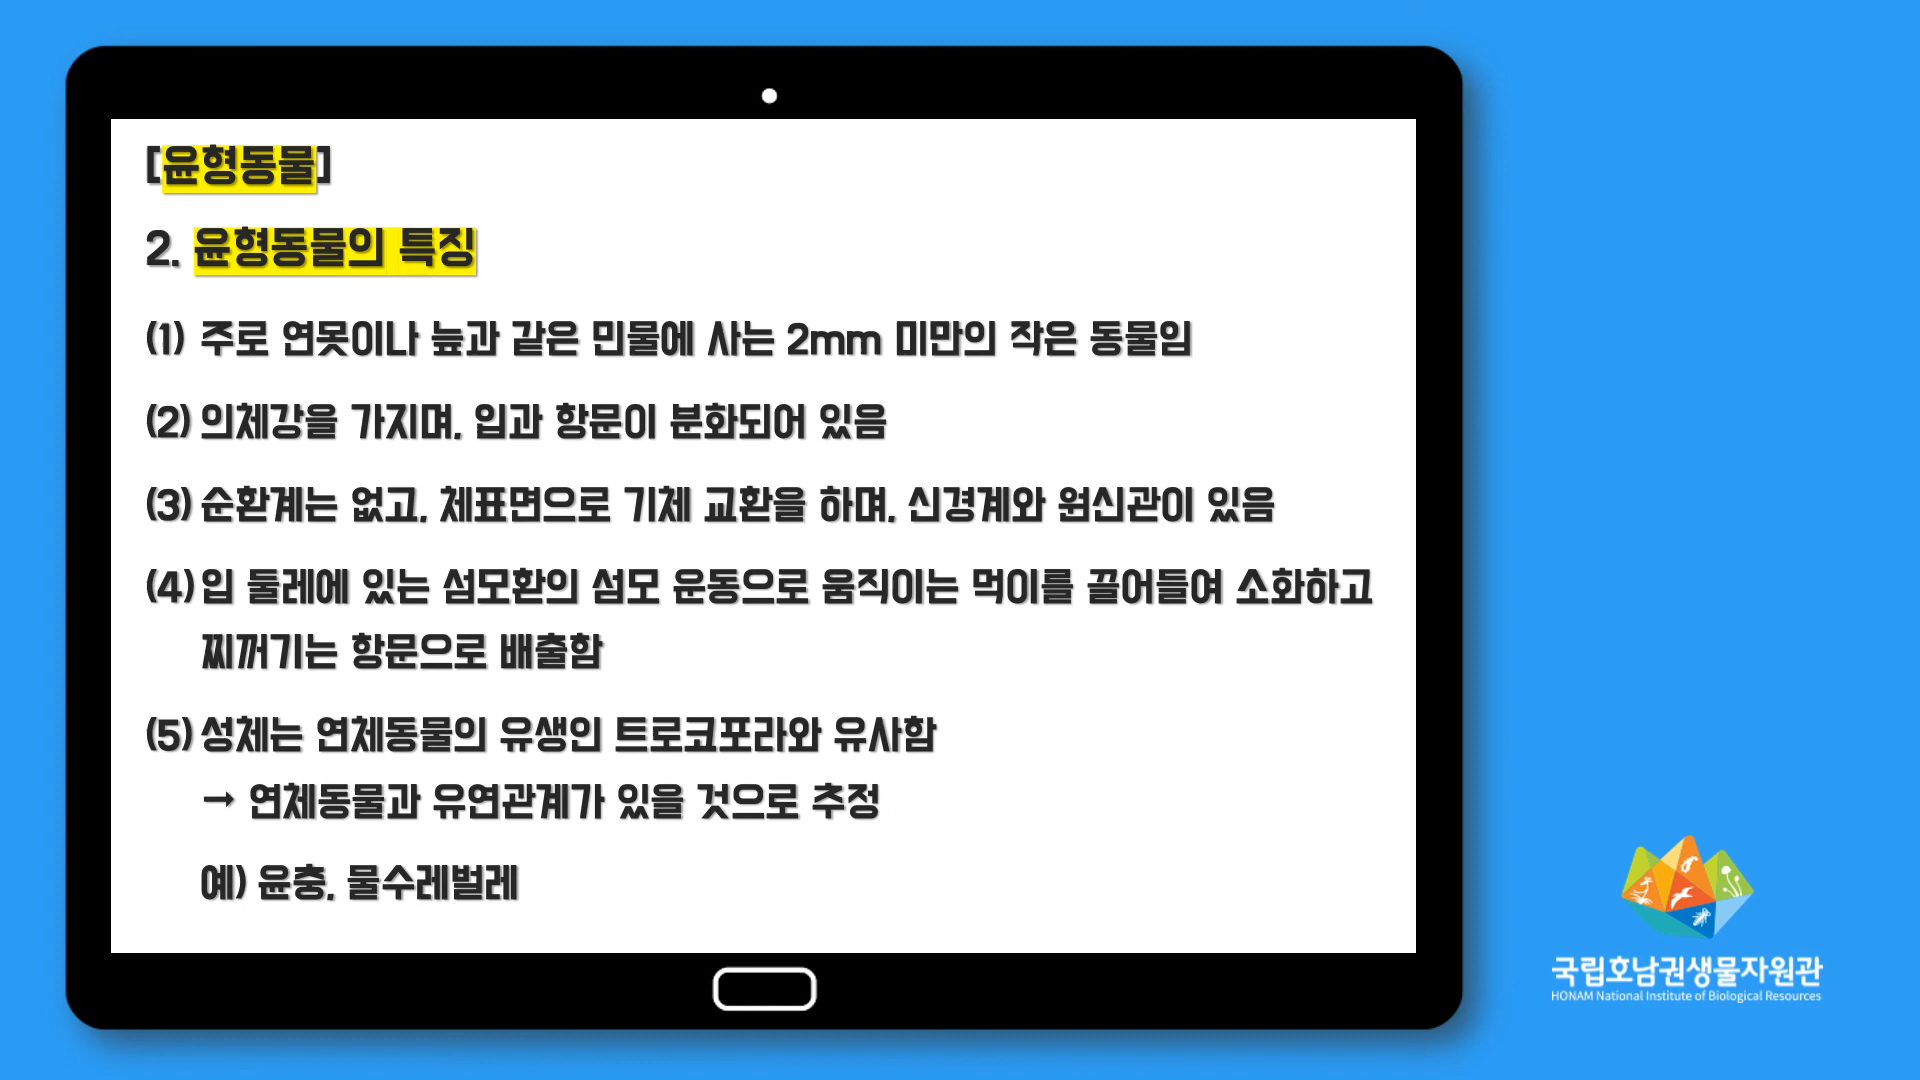 [윤형동물]
2. 윤형동물의 특징
(1) 주로 연못이나 늪과 같은 민물에 사는 2mm 미만의 작은 동물임
(2) 의체강을 가지며, 입과 항문이 분화되어 있음
(3) 순환계는 없고, 체표면으로 기체 교환을 하며, 신경계와 원신관이 있음
(4) 입 둘레에 있는 섬모환의 섬모 운동으로 움직이는 먹이를 끌어들여 소화하고
찌꺼기는 항문으로 배출함
(5) 성체는 연체동물의 유생인 트로코포라와 유사함
→ 연체동물과 유연관계가 있을 것으로 추정
예) 윤충, 물수레벌레
국립호남권생물자원관
HONAM National Institute of Biological Resources